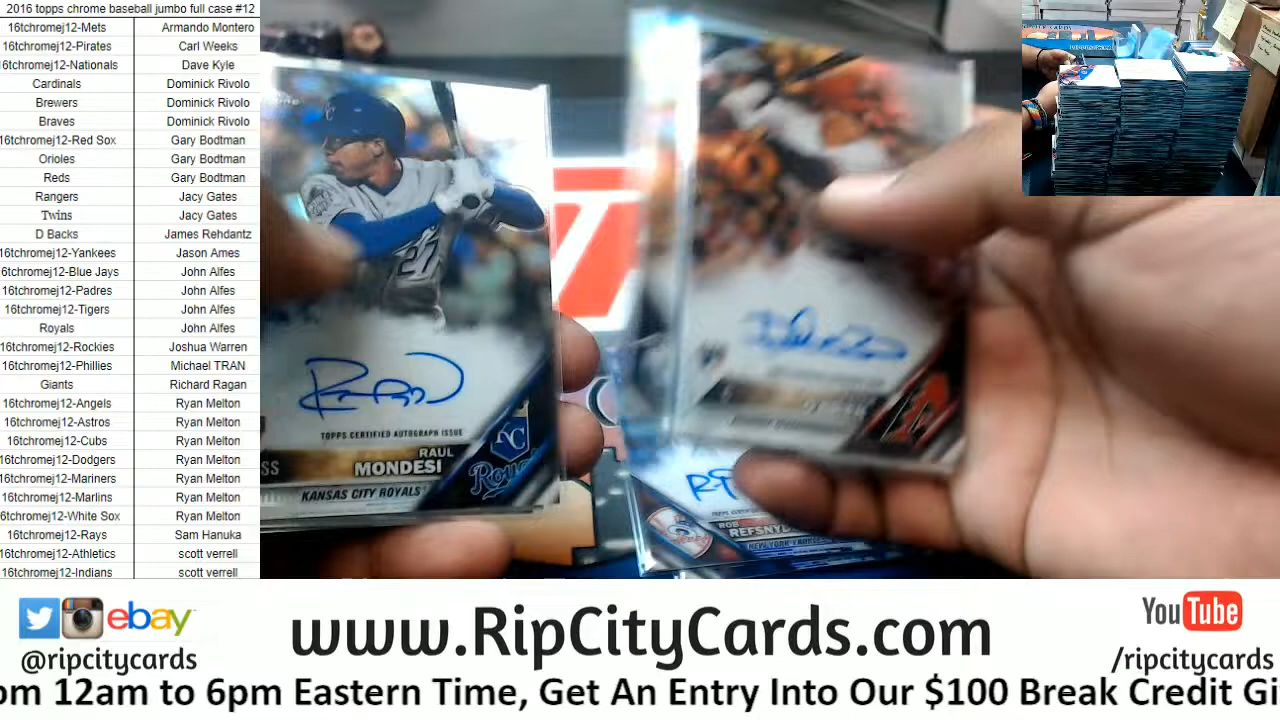 2016 topps chrome baseball jumbo full case #12
16tchromej12-Mets Armando Montero
16tchromej12-Pirates Carl Weeks
16tchromej12-Nationals Dave Kyle
Cardinals Dominick Rivolo
Brewers Dominick Rivolo
Braves Dominick Rivolo
16tchromej12-Red Sox Gary Bodtman
Orioles Gary Bodtman
Reds Gary Bodtman
Rangers Jacy Gates
Twins Jacy Gates
D Backs James Rehdantz
16tchromej12-Yankees Jason Ames
6tchromej12-Blue Jays John Alfes
16tchromej12-Padres John Alfes
16tchromej12-Tigers John Alfes
Royals John Alfes
16tchromej12-Rockies Joshua Warren
16tchromej12-Phillies Michael TRAN
Giants Richard Ragan
16tchromej12-Angels Ryan Melton
16tchromej12-Astros Ryan Melton
16tchromej12-Cubs Ryan Melton
16tchromej12-Dodgers Ryan Melton
16tchromej12-Mariners Ryan Melton
16tchromej12-Marlins Ryan Melton
16tchromej12-White Sox Ryan Melton
16tchromej12-Rays Sam Hanuka
16tchromej12-Athletics scott verrell
16tchromej12-Indians scott verrell
27
TOPPS CERTIFIED AUTOGRAPH ISSUE
RAUL
SS MONDESI
KANSAS CITY ROYALS
KC
Royals
ROB
REFSNY
NEW YORK YANKEES
ebay
@ripcitycards
www.RipCityCards.com
YouTube
/ripcitycards
om 12am to 6pm Eastern Time, Get An Entry Into Our $100 Break Credit Gi